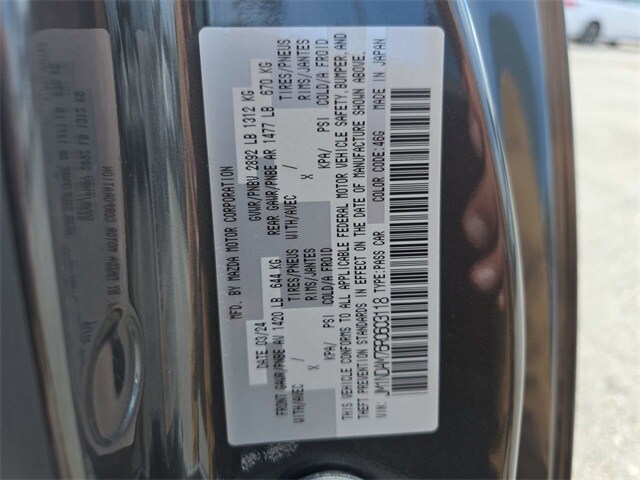 MFD. BY MAZDA MOTOR CORPORATION
DATE 03/24 GVWR/PNBV 2892 LB 1312 KG
FRONT GAWR/PNBE AV 1420 LB 644 KG REAR GAWR/PNBE AR 1477 LB 670 KG
WITH/AVEC / TIRES/PNEUS WITH/AVEC / TIRES/PNEUS
X RIMS/JANTES X RIMS/JANTES
KPA/ PSI COLD/A FROID KPA/ PSI COLD/A FROID
THIS VEHICLE CONFORMS TO ALL APPLICABLE FEDERAL MOTOR VEHICLE SAFETY, BUMPER, AND
THEFT PREVENTION STANDARDS IN EFFECT ON THE DATE OF MANUFACTURE SHOWN ABOVE.
VIN: JM1NDAM76R0603118 TYPE:PASS CAR COLOR CODE:46G MADE IN JAPAN